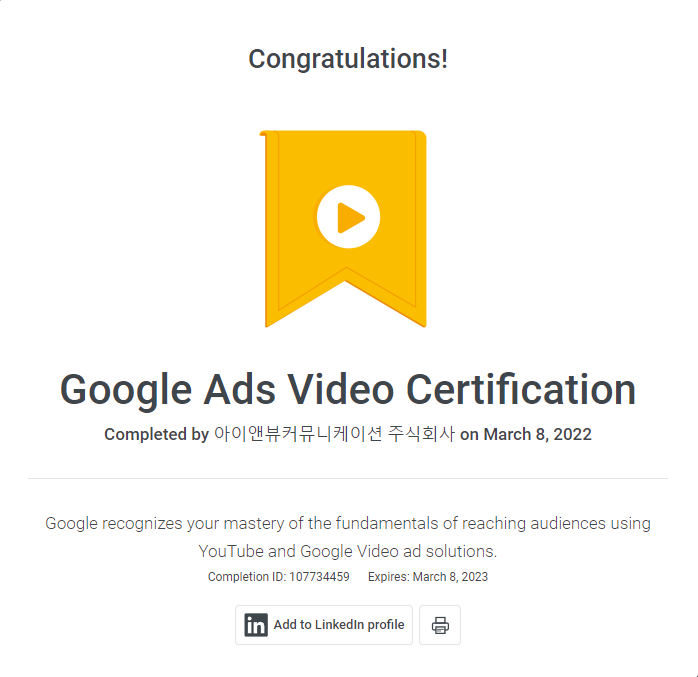 Congratulations!
Google Ads Video Certification
Completed by 아이앤뷰커뮤니케이션 주식회사 on March 8, 2022
Google recognizes your mastery of the fundamentals of reaching audiences using
YouTube and Google Video ad solutions.
Completion ID: 107734459 Expires: March 8, 2023
in Add to LinkedIn profile